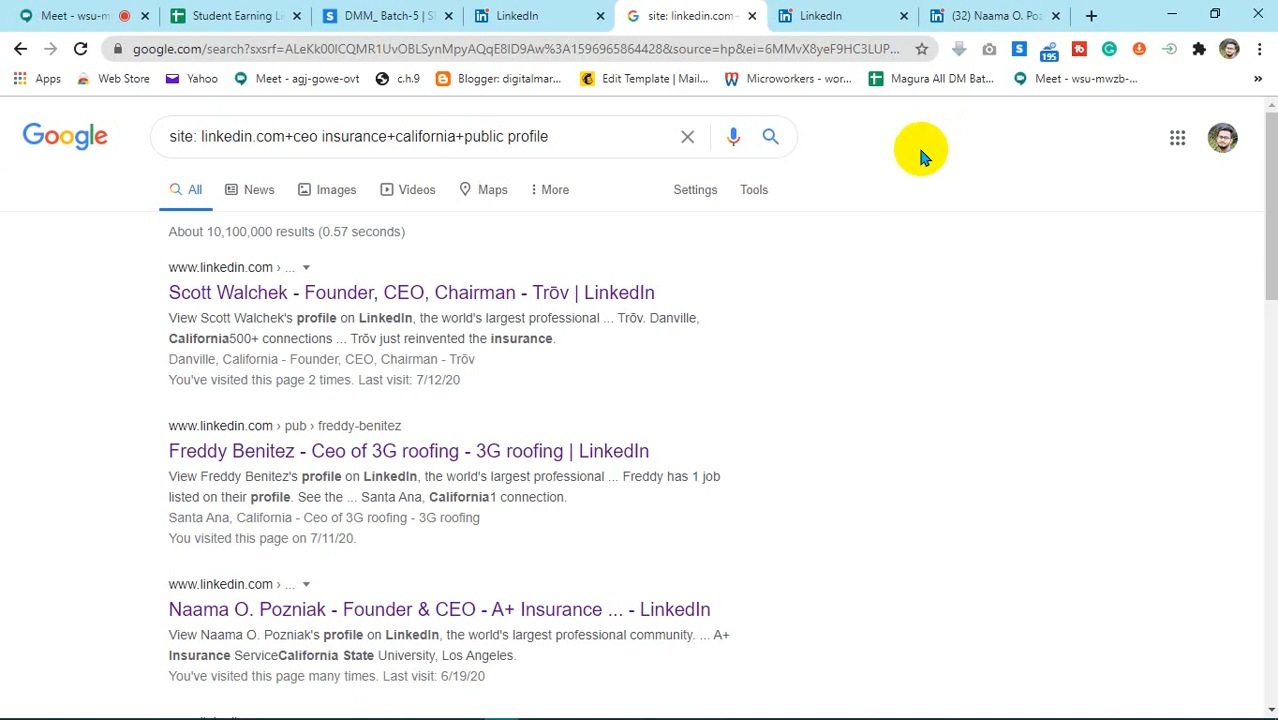 Meet - wsu-m
Student Earning L
DMM_ Batch-5 | S
LinkedIn
site: linkedin.com-
LinkedIn
(32) Naama O. Poznia
google.com/search?sxsrf=ALeKk00ICQMR1UvOBLSynMpyAQqE8ID9Aw%3A1596965864428&source=hp&ei=6MMvX8yeF9HC3LUP...
195
Apps
Web Store
Yahoo
Meet - agj-gowe-ovt
c.h.9
Blogger: digitalmar...
Edit Template | Mail...
Microworkers - wor...
Magura All DM Bat...
Meet - wsu-mwzb-...
»
Google
site: linkedin.com+ceo insurance+california+public profile
All
News
Images
Videos
Maps
More
Settings
Tools
About 10,100,000 results (0.57 seconds)
www.linkedin.com › ...
Scott Walchek - Founder, CEO, Chairman - Trōv | LinkedIn
View Scott Walchek's profile on LinkedIn, the world's largest professional ... Trōv. Danville,
California500+ connections ... Trōv just reinvented the insurance.
Danville, California - Founder, CEO, Chairman - Trōv
You've visited this page 2 times. Last visit: 7/12/20
www.linkedin.com › pub › freddy-benitez
Freddy Benitez - Ceo of 3G roofing - 3G roofing | LinkedIn
View Freddy Benitez's profile on LinkedIn, the world's largest professional ... Freddy has 1 job
listed on their profile. See the ... Santa Ana, California1 connection.
Santa Ana, California - Ceo of 3G roofing - 3G roofing
You visited this page on 7/11/20.
www.linkedin.com › ...
Naama O. Pozniak - Founder & CEO - A+ Insurance ... - LinkedIn
View Naama O. Pozniak's profile on LinkedIn, the world's largest professional community. ... A+
Insurance ServiceCalifornia State University, Los Angeles.
You've visited this page many times. Last visit: 6/19/20